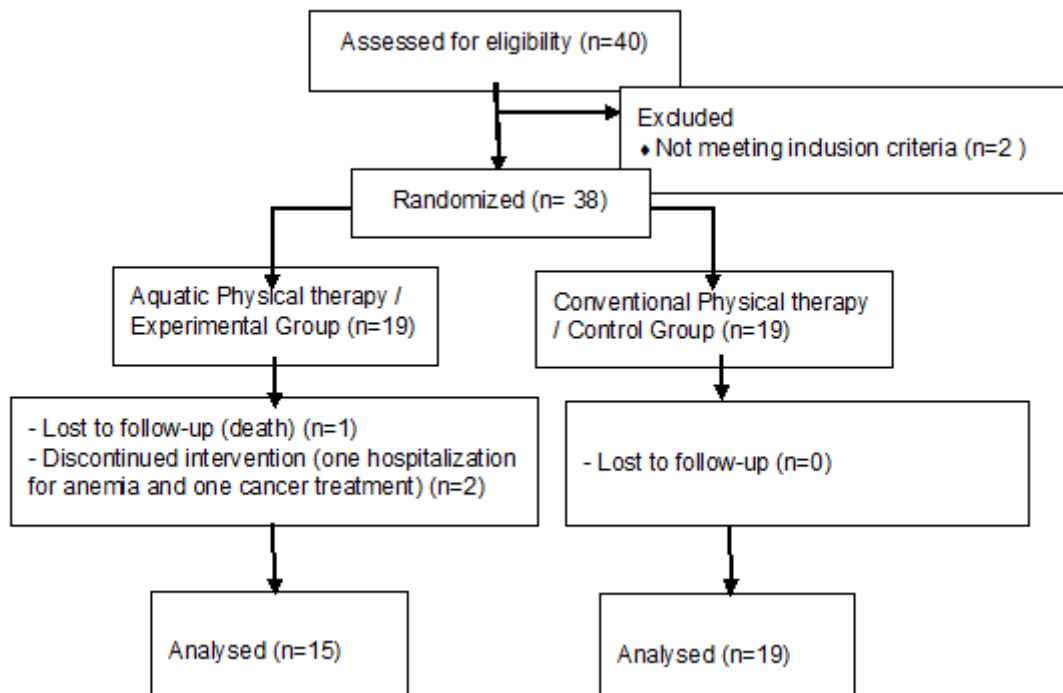 Assessed for eligibility (n=40)
Excluded
♦ Not meeting inclusion criteria (n=2 )
Randomized (n= 38)
Aquatic Physical therapy /
Experimental Group (n=19)
Conventional Physical therapy
/ Control Group (n=19)
- Lost to follow-up (death) (n=1)
- Discontinued intervention (one hospitalization
for anemia and one cancer treatment) (n=2)
- Lost to follow-up (n=0)
Analysed (n=15)
Analysed (n=19)